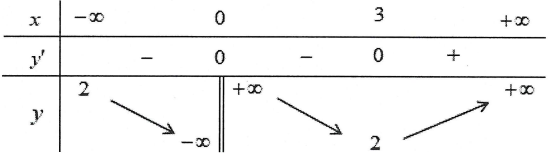 x −∞ 0 3 +∞
y′ − 0 − 0 +
y 2 −∞ +∞ 2 +∞